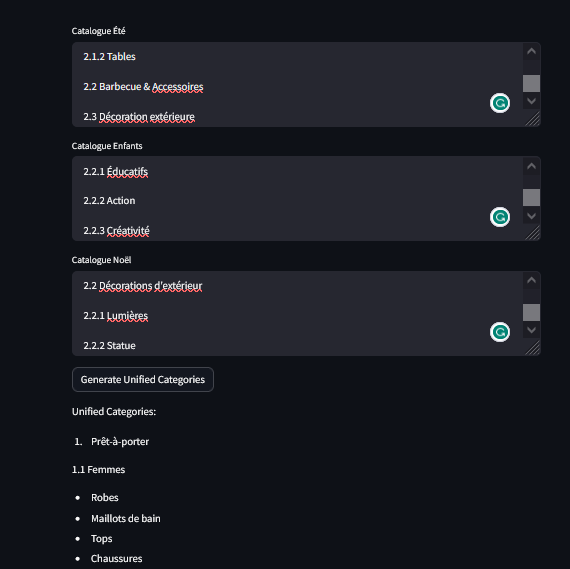 Catalogue Été
2.1.2 Tables
2.2 Barbecue & Accessoires
2.3 Décoration extérieure
Catalogue Enfants
2.2.1 Éducatifs
2.2.2 Action
2.2.3 Créativité
Catalogue Noël
2.2 Décorations d'extérieur
2.2.1 Lumières
2.2.2 Statue
Generate Unified Categories
Unified Categories:
1. Prêt-à-porter
1.1 Femmes
• Robes
• Maillots de bain
• Tops
• Chaussures